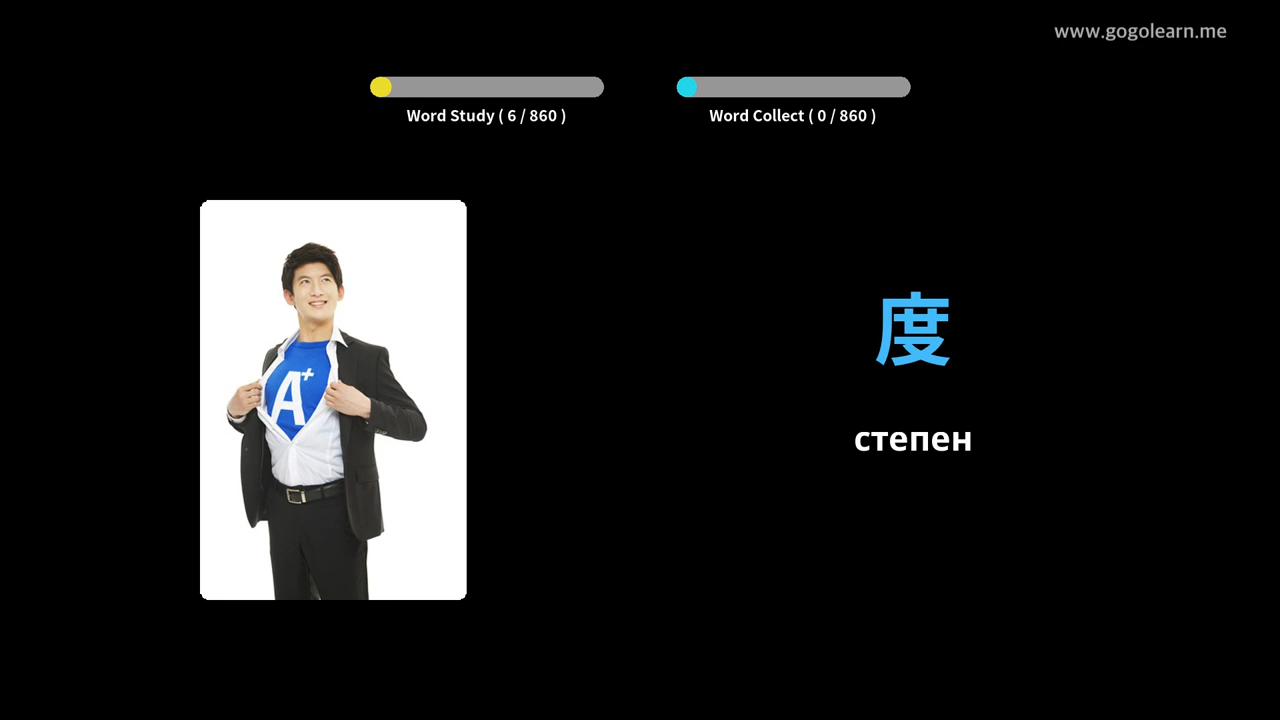 www.gogolearn.me
Word Study ( 6 / 860 )
Word Collect ( 0 / 860 )
A+
度
степен